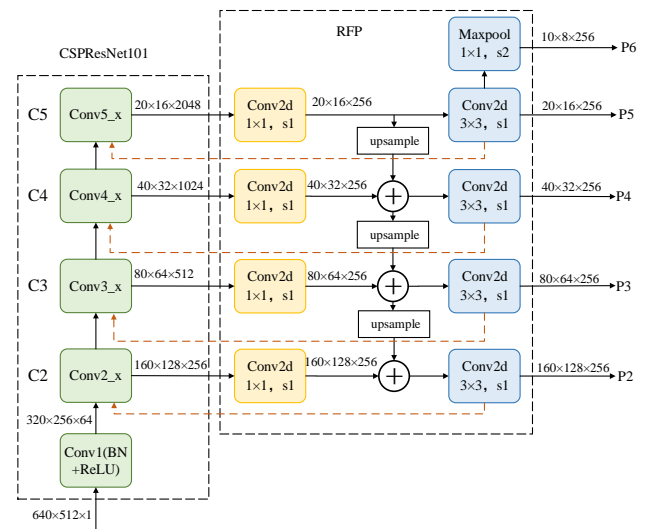 CSPResNet101
RFP
Maxpool
1×1, s2
10×8×256
P6
C5
Conv5_x
20×16×2048
Conv2d
1×1, s1
20×16×256
Conv2d
3×3, s1
20×16×256
P5
upsample
C4
Conv4_x
40×32×1024
Conv2d
1×1, s1
40×32×256
Conv2d
3×3, s1
40×32×256
P4
upsample
C3
Conv3_x
80×64×512
Conv2d
1×1, s1
80×64×256
Conv2d
3×3, s1
80×64×256
P3
upsample
C2
Conv2_x
160×128×256
Conv2d
1×1, s1
160×128×256
Conv2d
3×3, s1
160×128×256
P2
320×256×64
Conv1(BN
+ReLU)
640×512×1